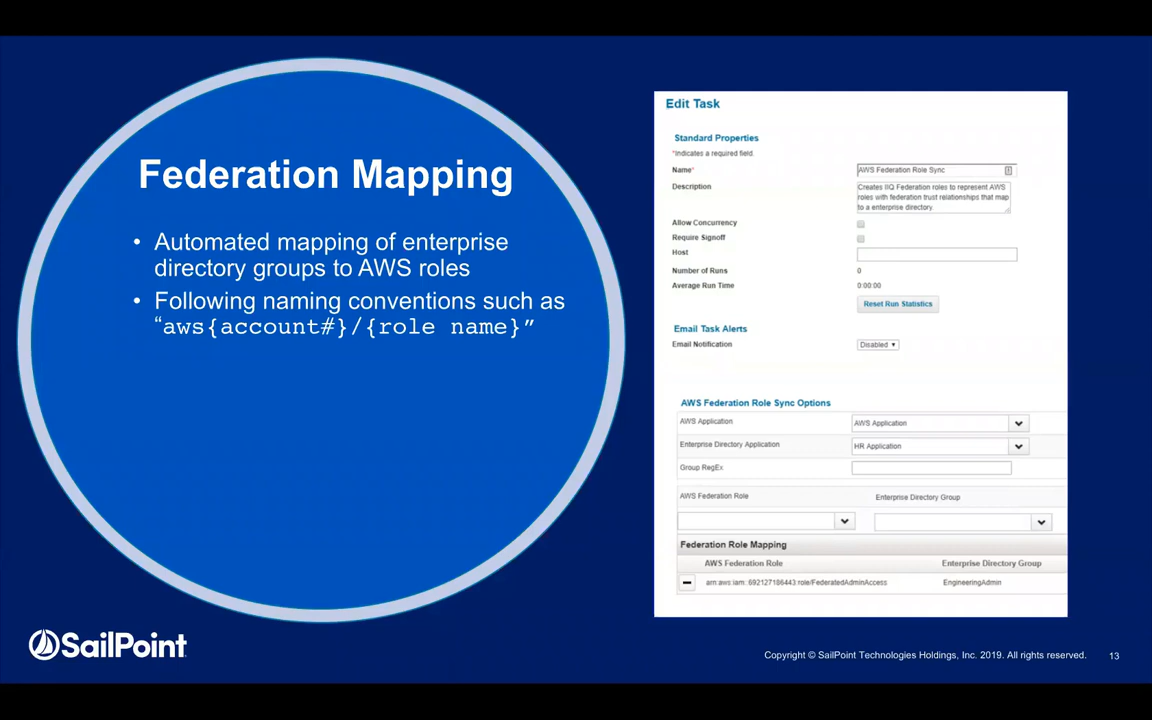 Federation Mapping
• Automated mapping of enterprise
directory groups to AWS roles
• Following naming conventions such as
“aws{account#}/{role name}”
Edit Task
Standard Properties
*Indicates a required field.
Name* AWS Federation Role Sync
Description Creates IIQ Federation roles to represent AWS
roles with federation trust relationships that map
to a enterprise directory.
Allow Concurrency
Require Signoff
Host
Number of Runs 0
Average Run Time 0:00:00
Reset Run Statistics
Email Task Alerts
Email Notification Disabled
AWS Federation Role Sync Options
AWS Application AWS Application
Enterprise Directory Application HR Application
Group RegEx
AWS Federation Role Enterprise Directory Group
Federation Role Mapping
AWS Federation Role Enterprise Directory Group
arn:aws:iam::692127186443:role/FederatedAdminAccess EngineeringAdmin
SailPoint
Copyright © SailPoint Technologies Holdings, Inc. 2019. All rights reserved. 13